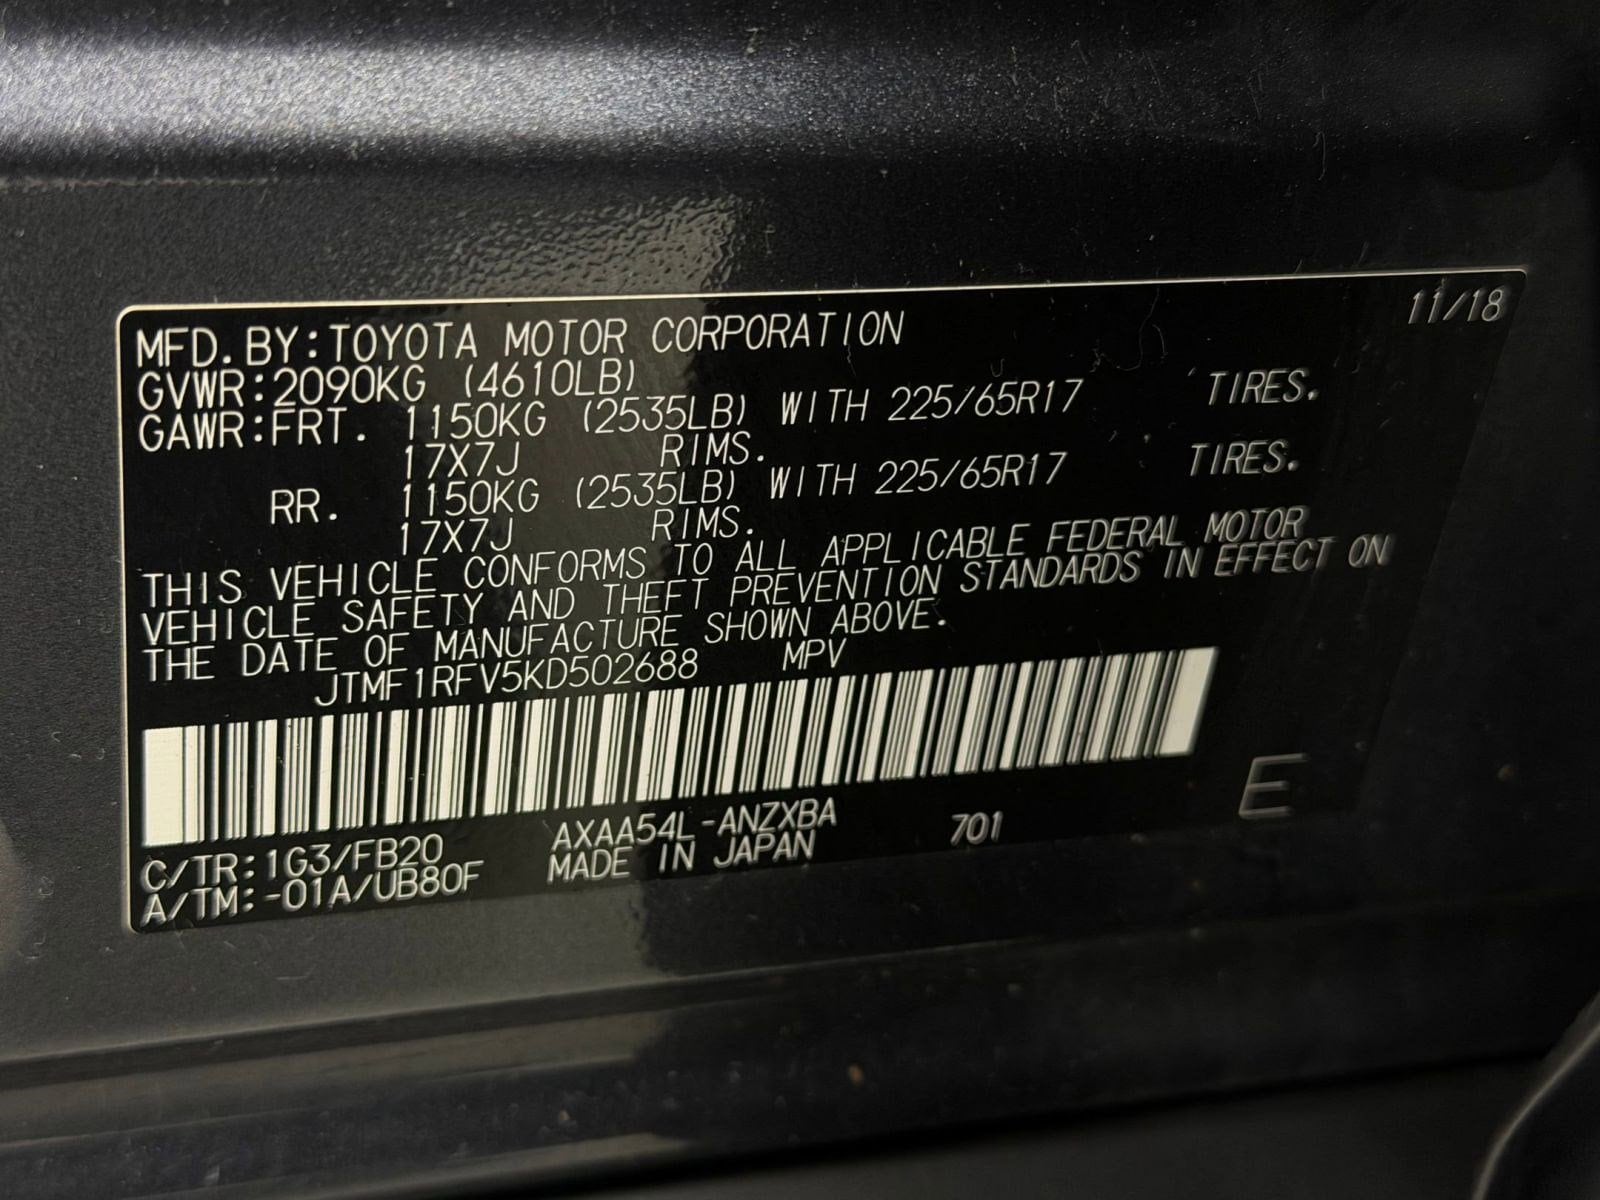 11/18
MFD. BY:TOYOTA MOTOR CORPORATION
GVWR:2090KG (4610LB)
GAWR:FRT. 1150KG (2535LB) WITH 225/65R17 TIRES.
17X7J RIMS.
RR. 1150KG (2535LB) WITH 225/65R17 TIRES.
17X7J RIMS.
THIS VEHICLE CONFORMS TO ALL APPLICABLE FEDERAL MOTOR
VEHICLE SAFETY AND THEFT PREVENTION STANDARDS IN EFFECT ON
THE DATE OF MANUFACTURE SHOWN ABOVE.
JTMF1RFV5KD502688 MPV
E
C/TR:1G3/FB20 AXAA54L-ANZXBA 701
A/TM:-01A/UB80F MADE IN JAPAN